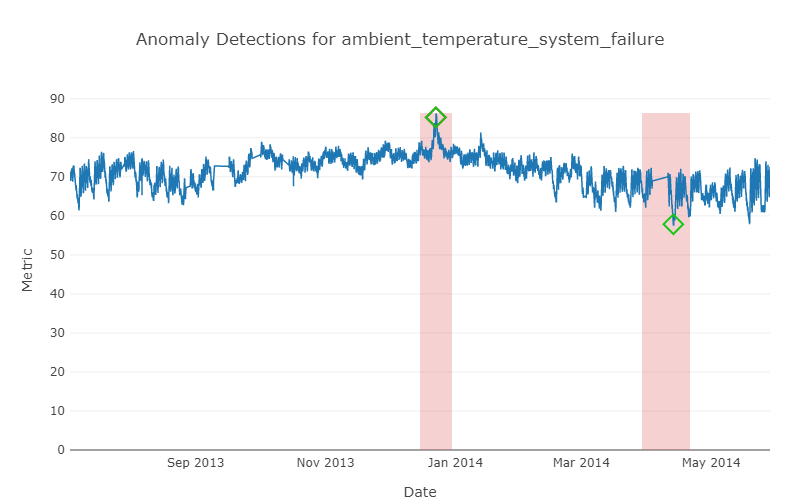 Anomaly Detections for ambient_temperature_system_failure
90
80
70
60
50
40
30
20
10
0
Metric
Sep 2013
Nov 2013
Jan 2014
Mar 2014
May 2014
Date